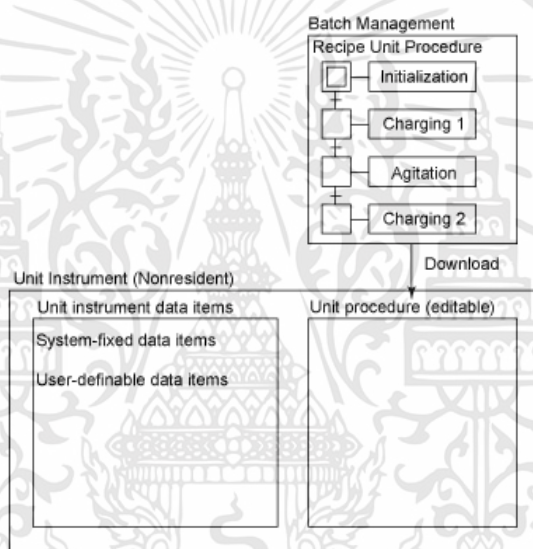 Batch Management
Recipe Unit Procedure
Initialization
Charging 1
Agitation
Charging 2
Download
Unit Instrument (Nonresident)
Unit instrument data items
Unit procedure (editable)
System-fixed data items
User-definable data items